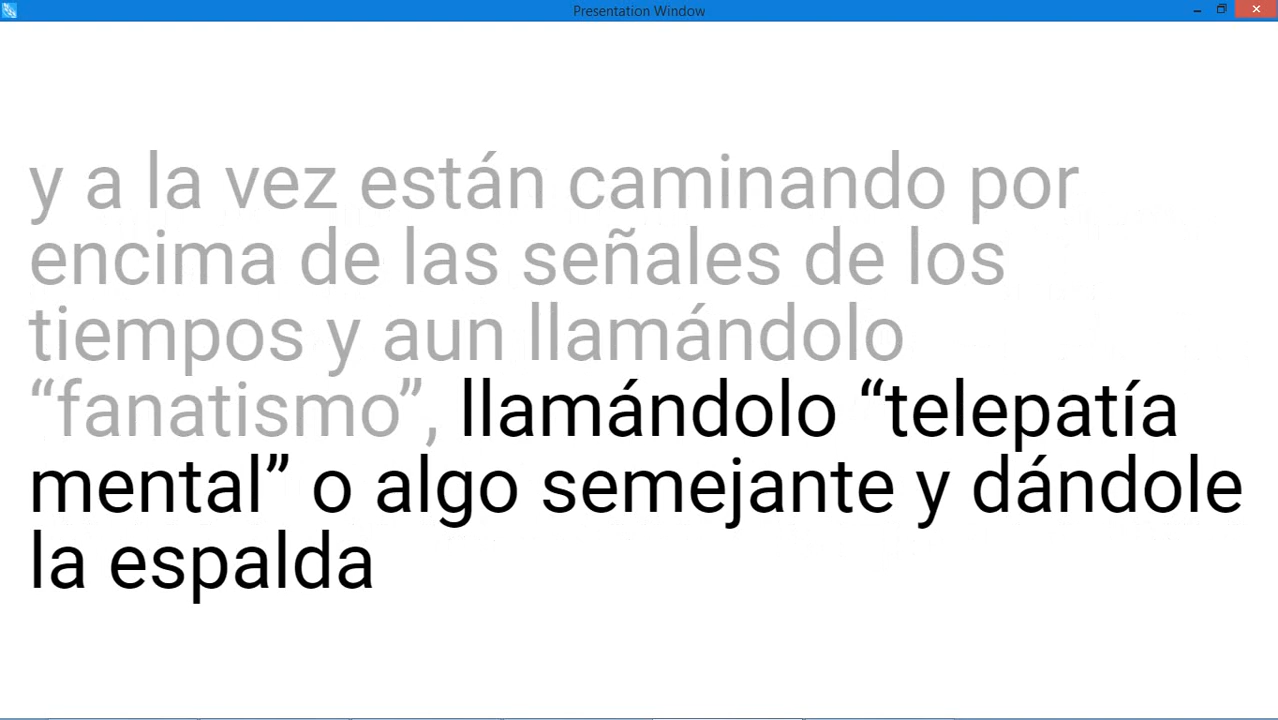 Presentation Window
y a la vez están caminando por
encima de las señales de los
tiempos y aun llamándolo
“fanatismo”, llamándolo “telepatía
mental” o algo semejante y dándole
la espalda